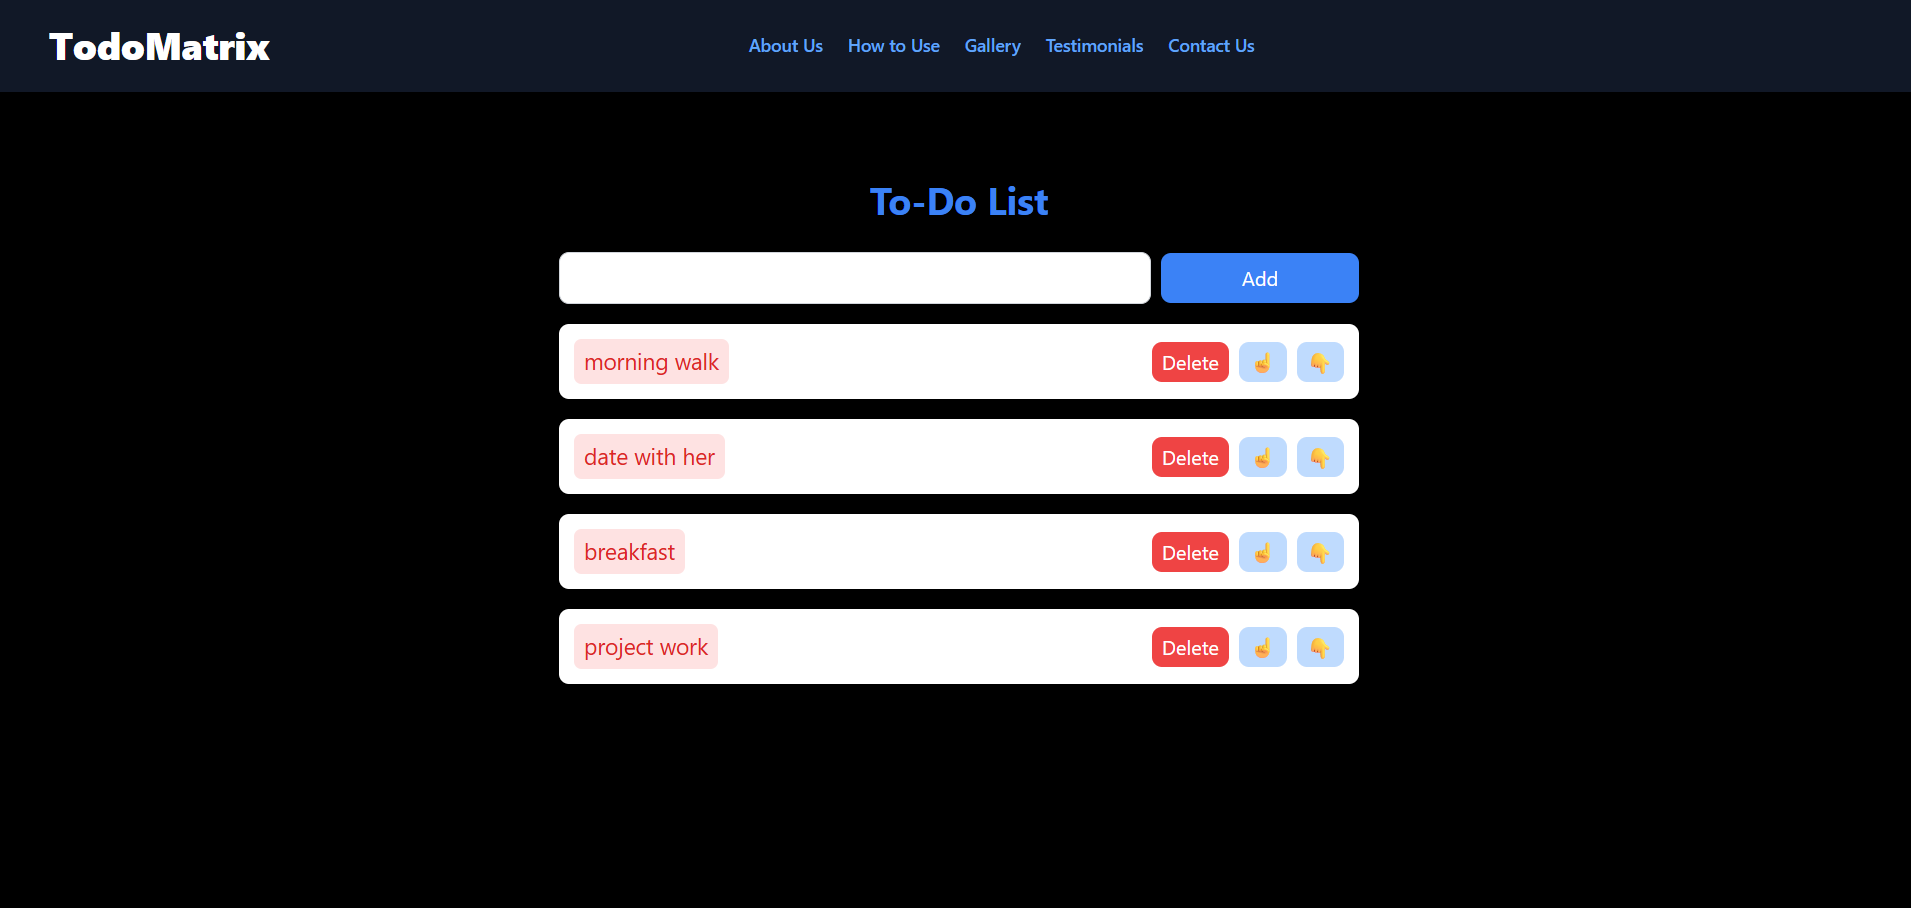 TodoMatrix
About Us How to Use Gallery Testimonials Contact Us
To-Do List
Add
morning walk Delete ☝ 👇
date with her Delete ☝ 👇
breakfast Delete ☝ 👇
project work Delete ☝ 👇